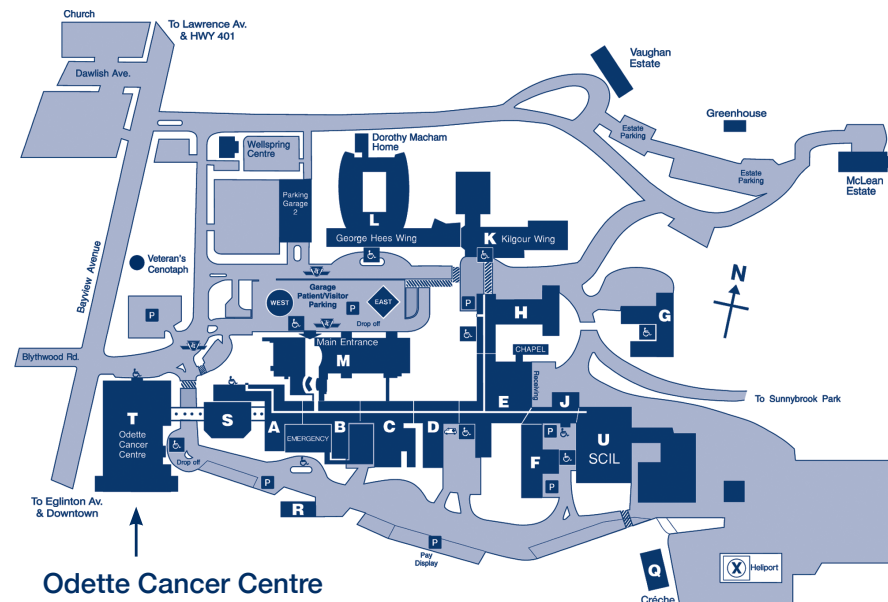 Church
To Lawrence Av.
& HWY 401
Dawlish Ave.
Vaughan
Estate
Greenhouse
Estate
Parking
Estate
Parking
McLean
Estate
Wellspring
Centre
Dorothy Macham
Home
Parking
Garage
2
L
George Hees Wing
K Kilgour Wing
Bayview Avenue
Veteran's
Cenotaph
Garage
Patient/Visitor
Parking
WEST
EAST
P
P
P
Drop off
H
G
N
Main Entrance
M
CHAPEL
Blythwood Rd.
To Sunnybrook Park
Receiving
E
J
T
Odette
Cancer
Centre
S
A
EMERGENCY
B
C
D
P
U
SCIL
F
P
Drop off
P
R
P
Pay
Display
To Eglinton Av.
& Downtown
Q
Créche
X
Heliport
Odette Cancer Centre